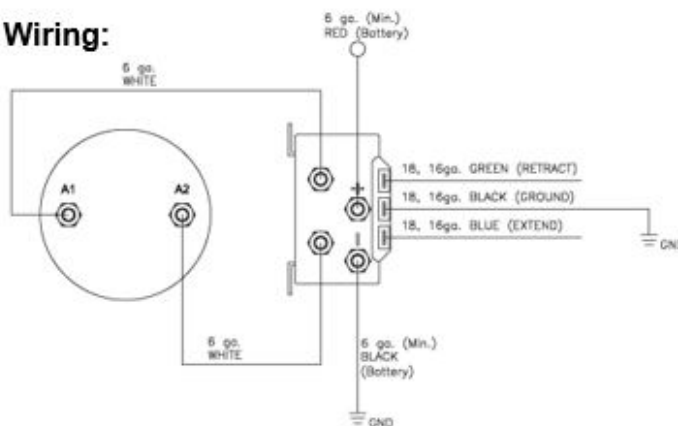 Wiring:
6 ga. (Min.)
RED (Battery)
6 ga.
WHITE
A1
A2
+
18, 16ga. GREEN (RETRACT)
18, 16ga. BLACK (GROUND)
18, 16ga. BLUE (EXTEND)
GN
−
6 ga.
WHITE
6 ga. (Min.)
BLACK
(Battery)
GND